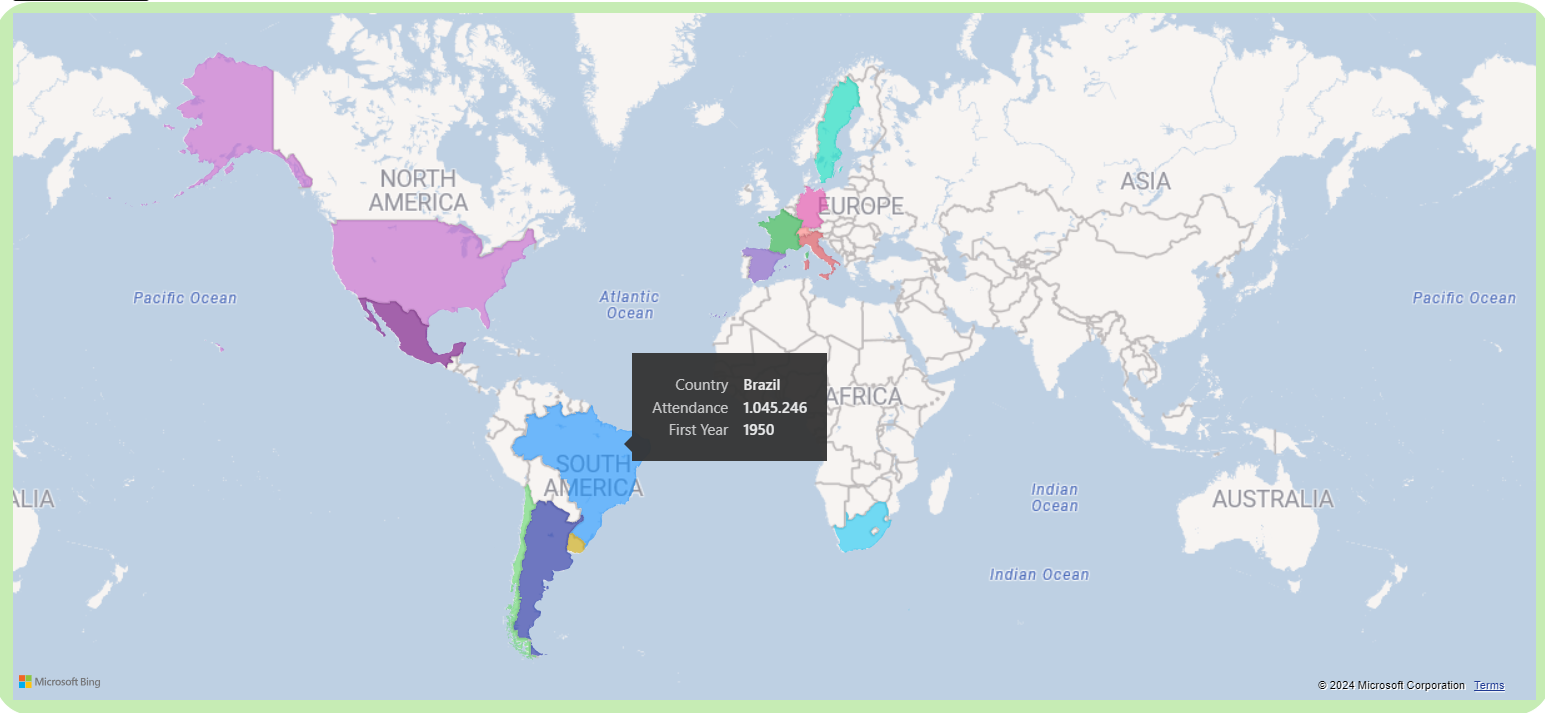 NORTH
AMERICA
EUROPE
ASIA
Pacific Ocean
Atlantic
Ocean
Pacific Ocean
Country Brazil
Attendance 1.045.246
First Year 1950
AFRICA
SOUTH
AMERICA
ALIA
Indian
Ocean
AUSTRALIA
Indian Ocean
Microsoft Bing
© 2024 Microsoft Corporation Terms